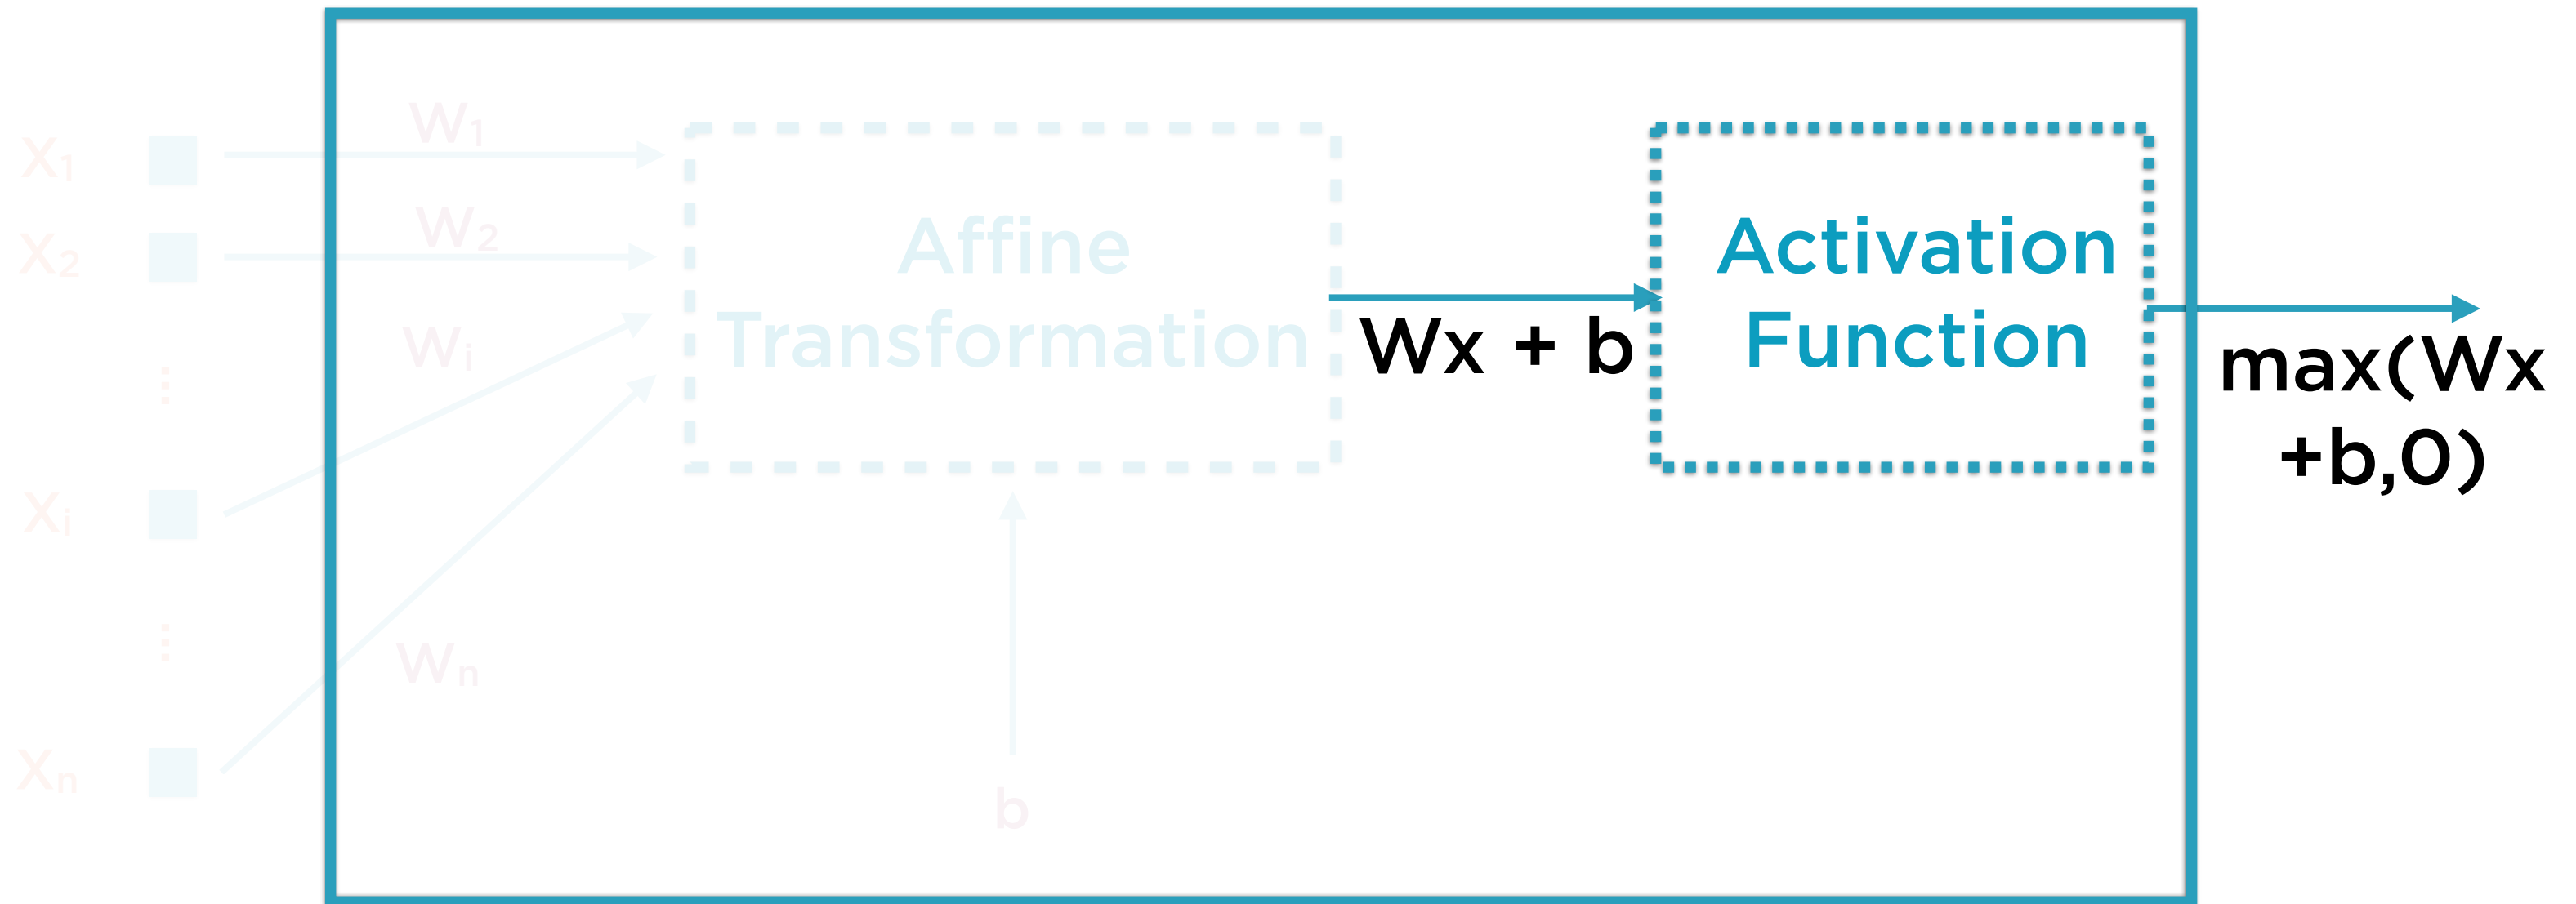 X₁
W₁
X₂
W₂
Wᵢ
Xᵢ
Wₙ
Xₙ
b
Affine
Transformation
Wx + b
Activation
Function
max(Wx
+b,0)